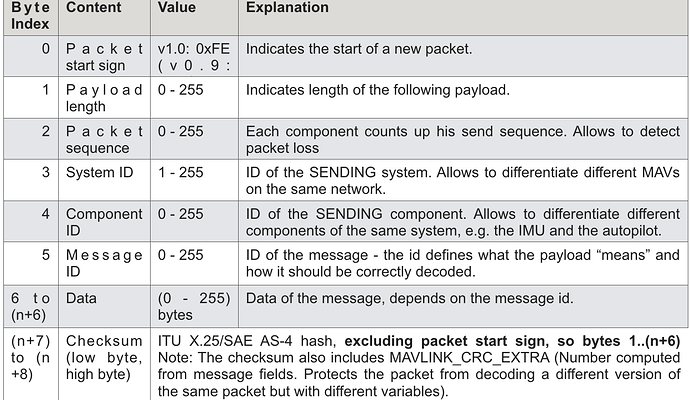 Byte Index Content Value Explanation
0 Packet start sign v1.0: 0xFE (v0.9: Indicates the start of a new packet.
1 Payload length 0 - 255 Indicates length of the following payload.
2 Packet sequence 0 - 255 Each component counts up his send sequence. Allows to detect
packet loss
3 System ID 1 - 255 ID of the SENDING system. Allows to differentiate different MAVs
on the same network.
4 Component ID 0 - 255 ID of the SENDING component. Allows to differentiate different
components of the same system, e.g. the IMU and the autopilot.
5 Message ID 0 - 255 ID of the message - the id defines what the payload “means” and
how it should be correctly decoded.
6 to (n+6) Data (0 - 255) bytes Data of the message, depends on the message id.
(n+7) to (n+8) Checksum (low byte, high byte) ITU X.25/SAE AS-4 hash, excluding packet start sign, so bytes 1..(n+6)
Note: The checksum also includes MAVLINK_CRC_EXTRA (Number computed
from message fields. Protects the packet from decoding a different version of
the same packet but with different variables).